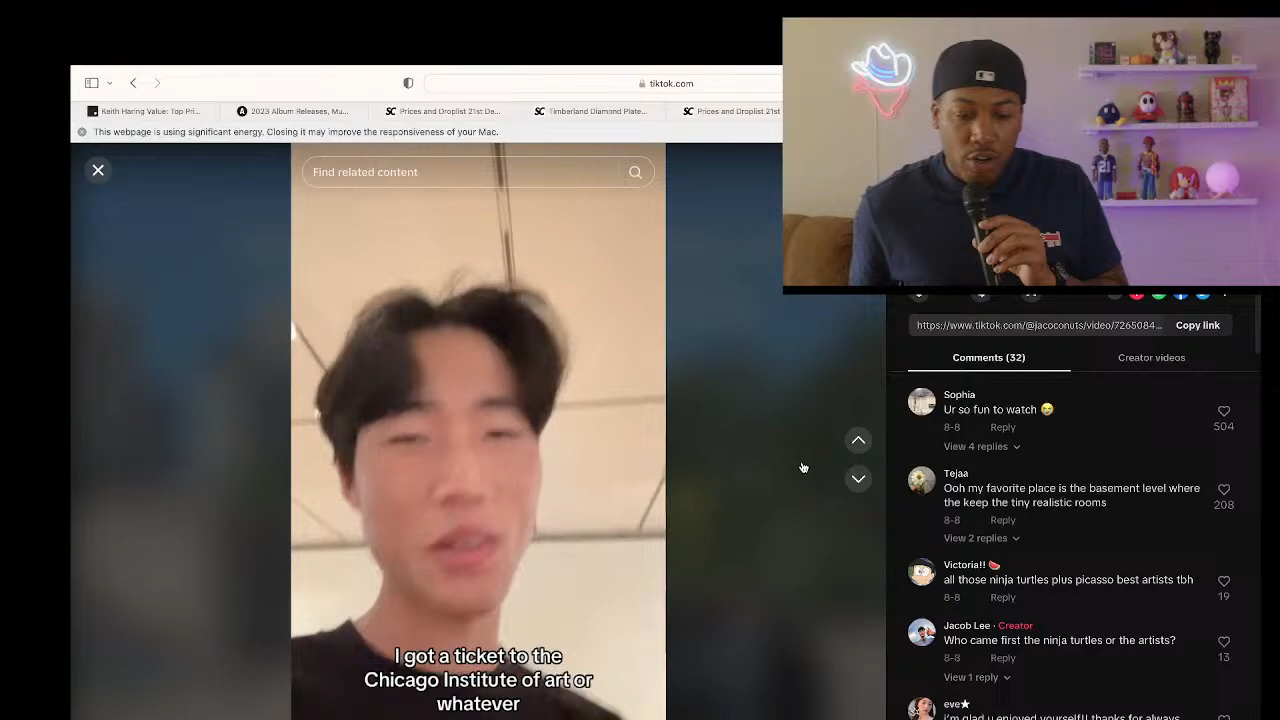 tiktok.com
Keith Haring Value: Top Pri...
2023 Album Releases, Mu...
Prices and Droplist 21st De...
Timberland Diamond Plate...
Prices and Droplist 21st
This webpage is using significant energy. Closing it may improve the responsiveness of your Mac.
Find related content
I got a ticket to the
Chicago Institute of art or
whatever
https://www.tiktok.com/@jacoconuts/video/7265084...
Copy link
Comments (32)
Creator videos
Sophia
Ur so fun to watch 😭
504
8-8 Reply
View 4 replies
Tejaa
Ooh my favorite place is the basement level where
the keep the tiny realistic rooms
208
8-8 Reply
View 2 replies
Victoria!! 🍉
all those ninja turtles plus picasso best artists tbh
19
8-8 Reply
Jacob Lee · Creator
Who came first the ninja turtles or the artists?
13
8-8 Reply
View 1 reply
eve★
i'm glad u enjoyed yourself!! thanks for always